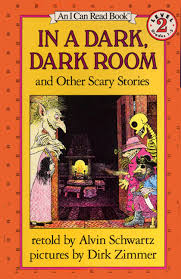 An I Can Read Book
IN A DARK,
DARK ROOM
and Other Scary Stories
LEVEL
2
retold by Alvin Schwartz
pictures by Dirk Zimmer